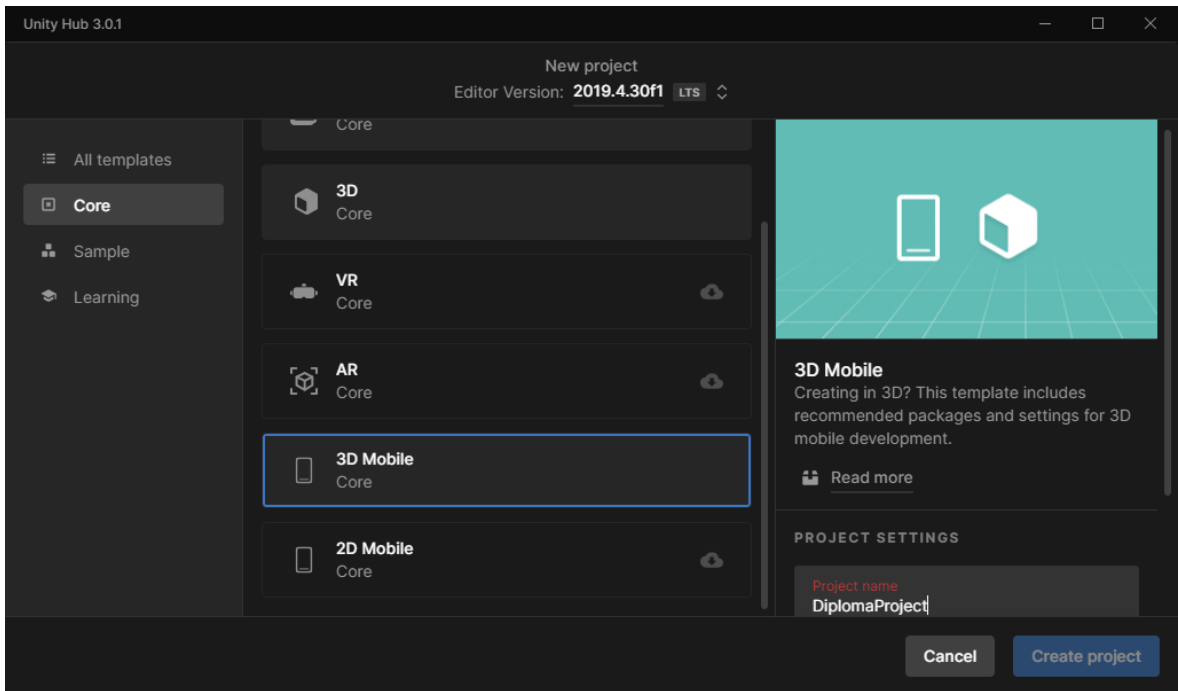 Unity Hub 3.0.1
New project
Editor Version: 2019.4.30f1 LTS
All templates
Core
Sample
Learning
Core
3D
Core
VR
Core
AR
Core
3D Mobile
Core
2D Mobile
Core
3D Mobile
Creating in 3D? This template includes
recommended packages and settings for 3D
mobile development.
Read more
PROJECT SETTINGS
Project name
DiplomaProject
Cancel
Create project